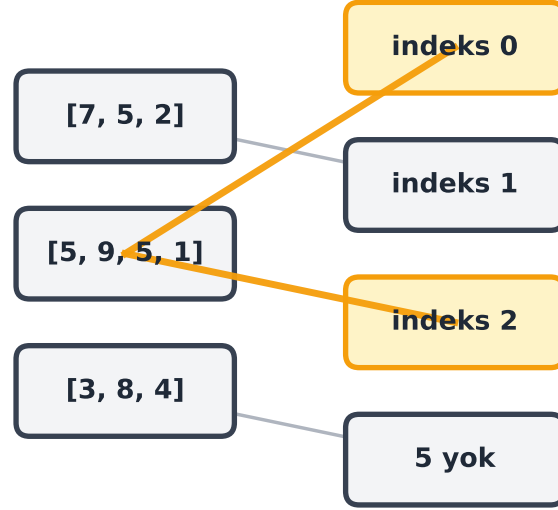 indeks 0
[7, 5, 2]
indeks 1
[5, 9, 5, 1]
indeks 2
[3, 8, 4]
5 yok